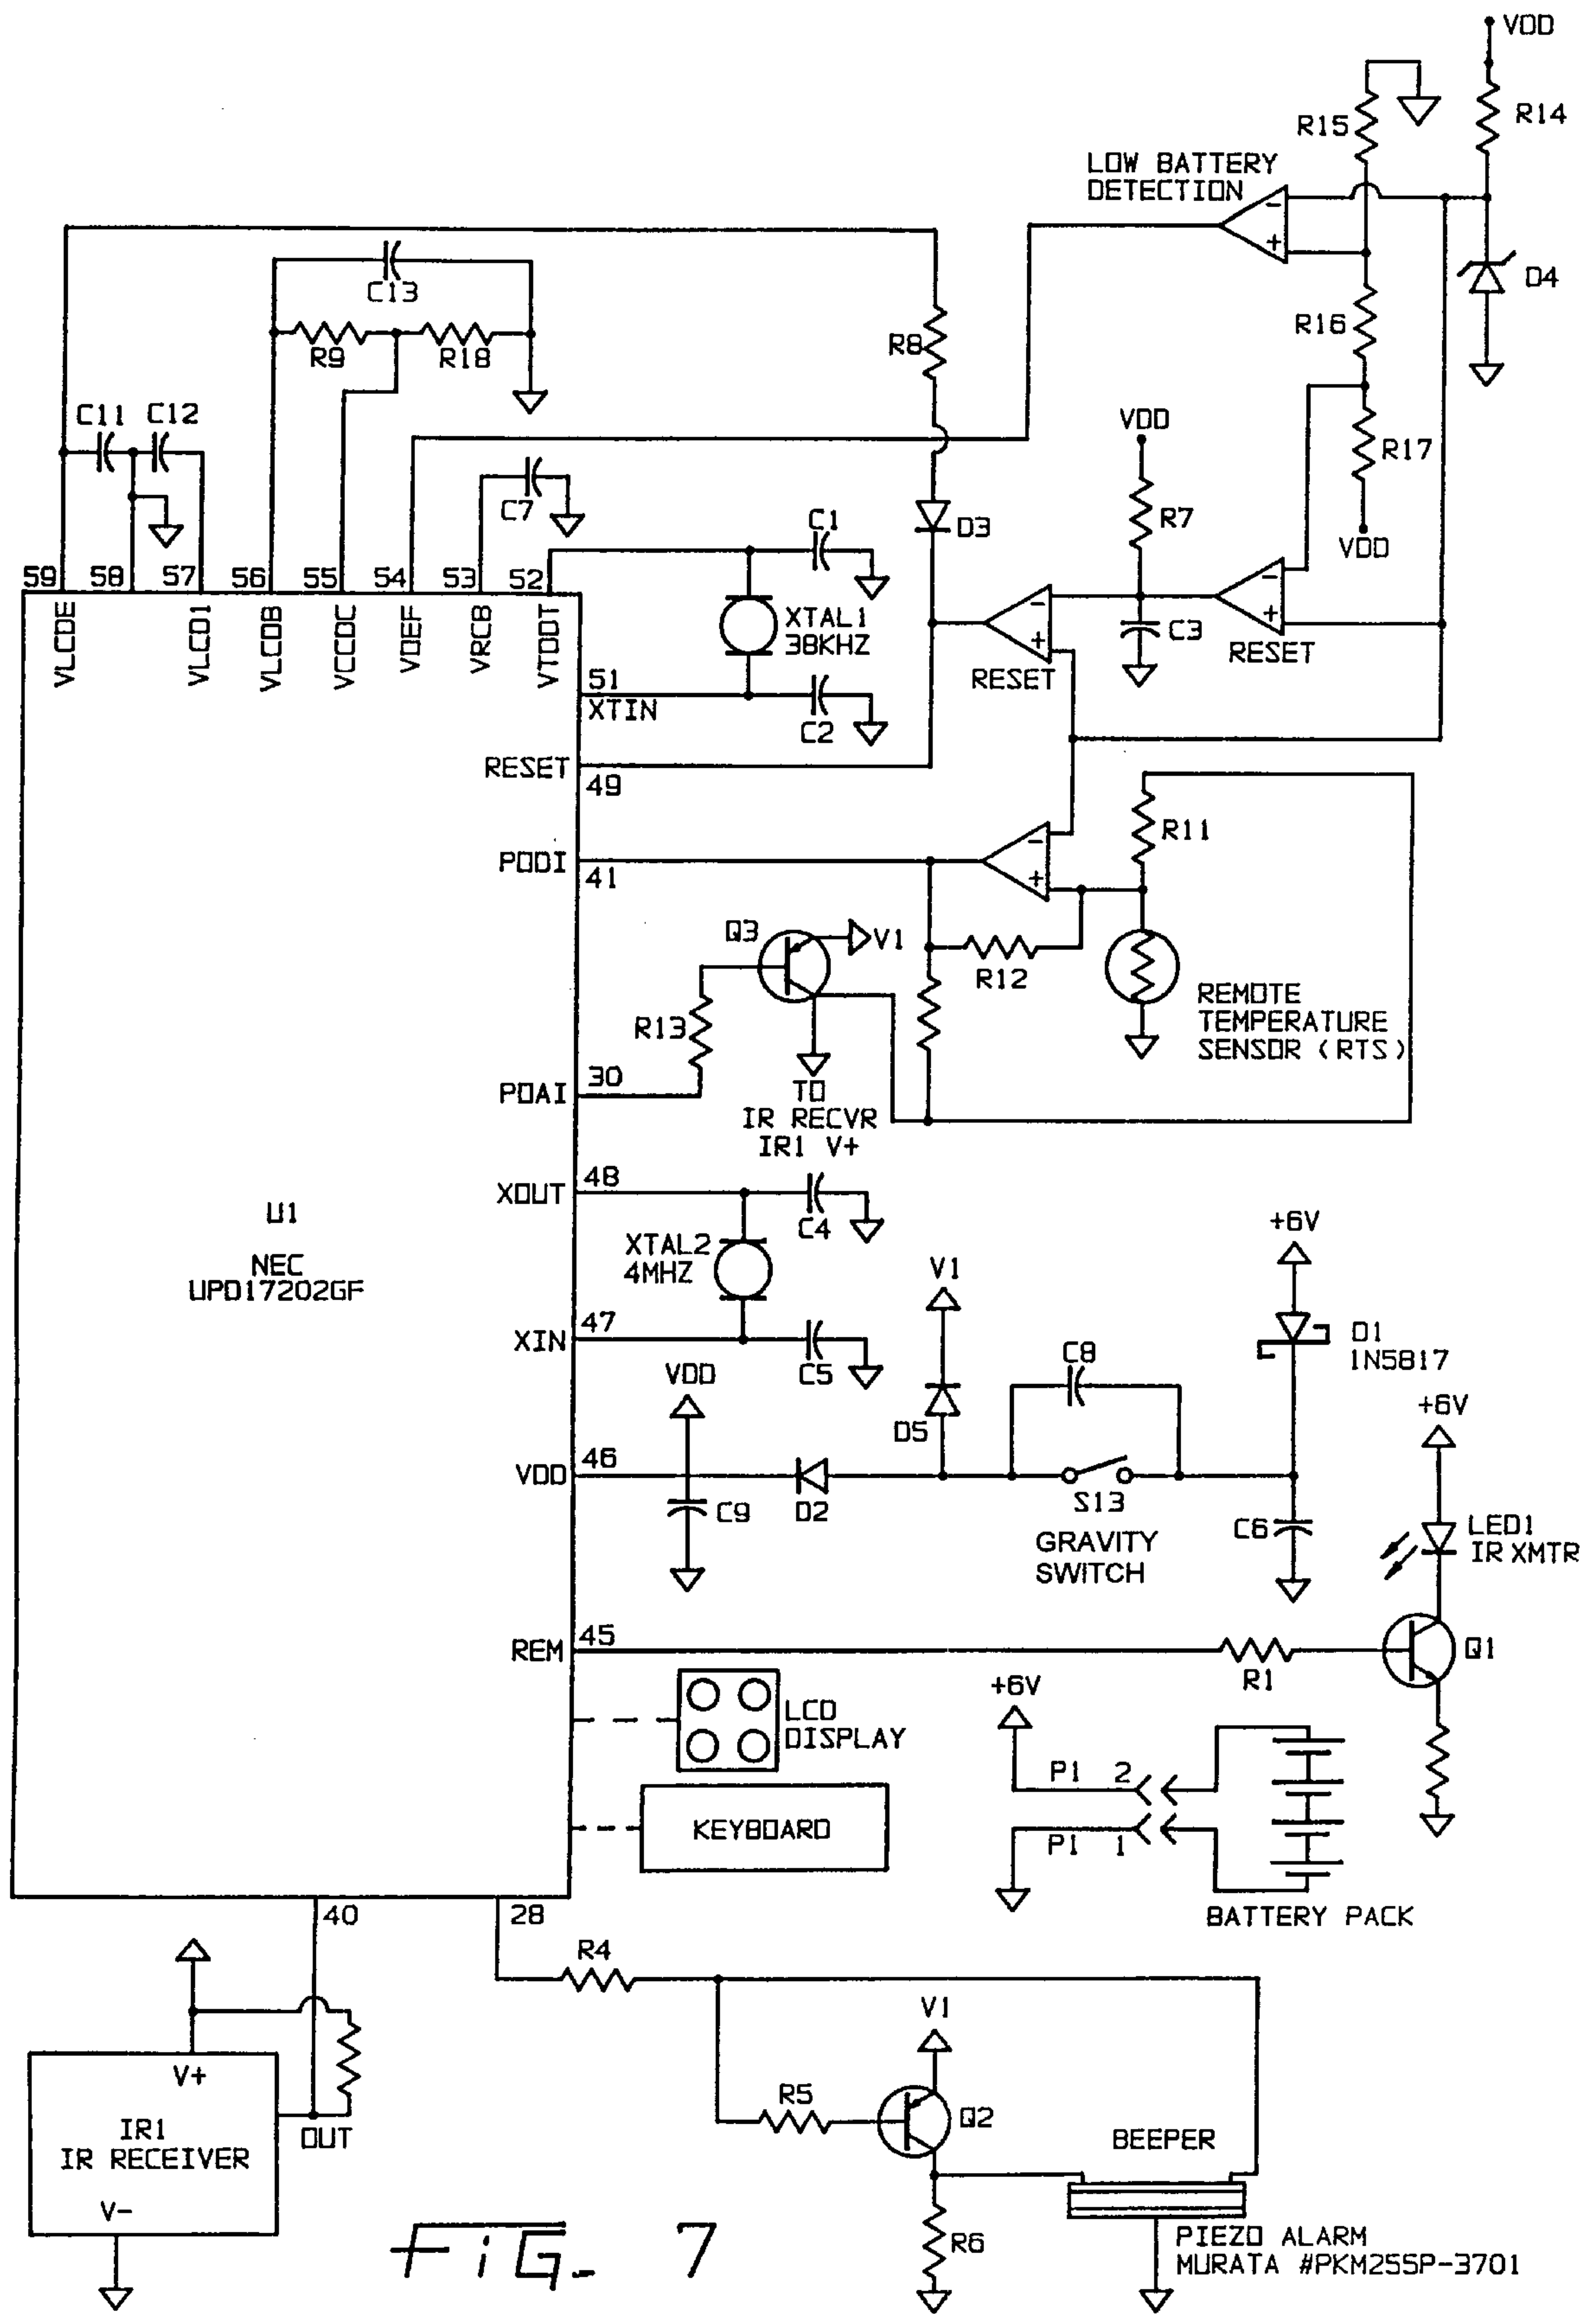 VDD
R15
R14
LOW BATTERY
DETECTION
-
+
D4
C13
R16
R9
R18
R8
C11
C12
VDD
R17
C7
R7
C1
D3
VDD
59
58
57
56
55
54
53
52
VLCDE
VLCD1
VLCDB
VCCDC
VDEF
VRCB
VTDDT
XTAL1
38KHZ
-
+
C3
-
+
RESET
RESET
51
XTIN
C2
RESET
49
R11
PODI
41
-
+
Q3
V1
R12
R13
REMOTE
TEMPERATURE
SENSOR (RTS)
POAI
30
TO
IR RECVR
IR1 V+
XOUT
48
C4
U1
NEC
UPD17202GF
XTAL2
4MHZ
+6V
V1
XIN
47
C5
D1
1N5817
C8
VDD
+6V
D5
VDD
46
C9
D2
S13
GRAVITY
SWITCH
C6
LED1
IR XMTR
REM
45
R1
Q1
+6V
LCD
DISPLAY
P1 2
KEYBOARD
P1 1
BATTERY PACK
40
28
R4
V1
V+
R5
Q2
IR1
IR RECEIVER
OUT
BEEPER
V-
R6
PIEZO ALARM
MURATA #PKM25SP-3701
FiG. 7